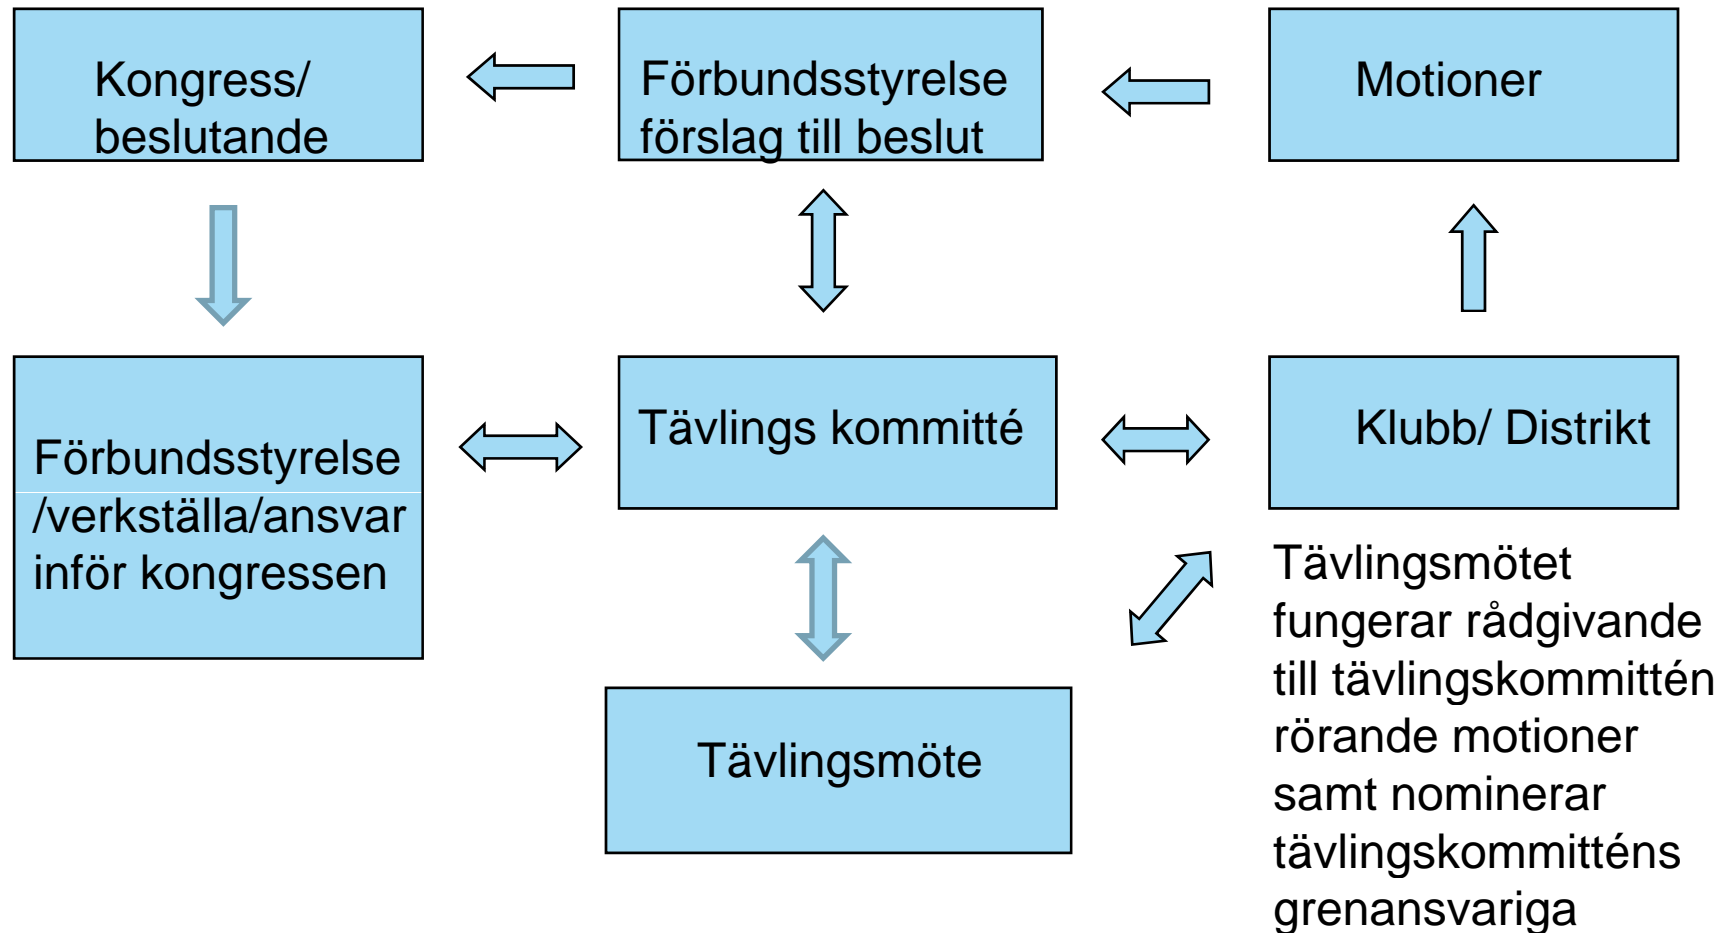 Kongress/
beslutande
Förbundsstyrelse
förslag till beslut
Motioner
Förbundsstyrelse
/verkställa/ansvar
inför kongressen
Tävlings kommitté
Klubb/ Distrikt
Tävlingsmöte
Tävlingsmötet
fungerar rådgivande
till tävlingskommittén
rörande motioner
samt nominerar
tävlingskommitténs
grenansvariga